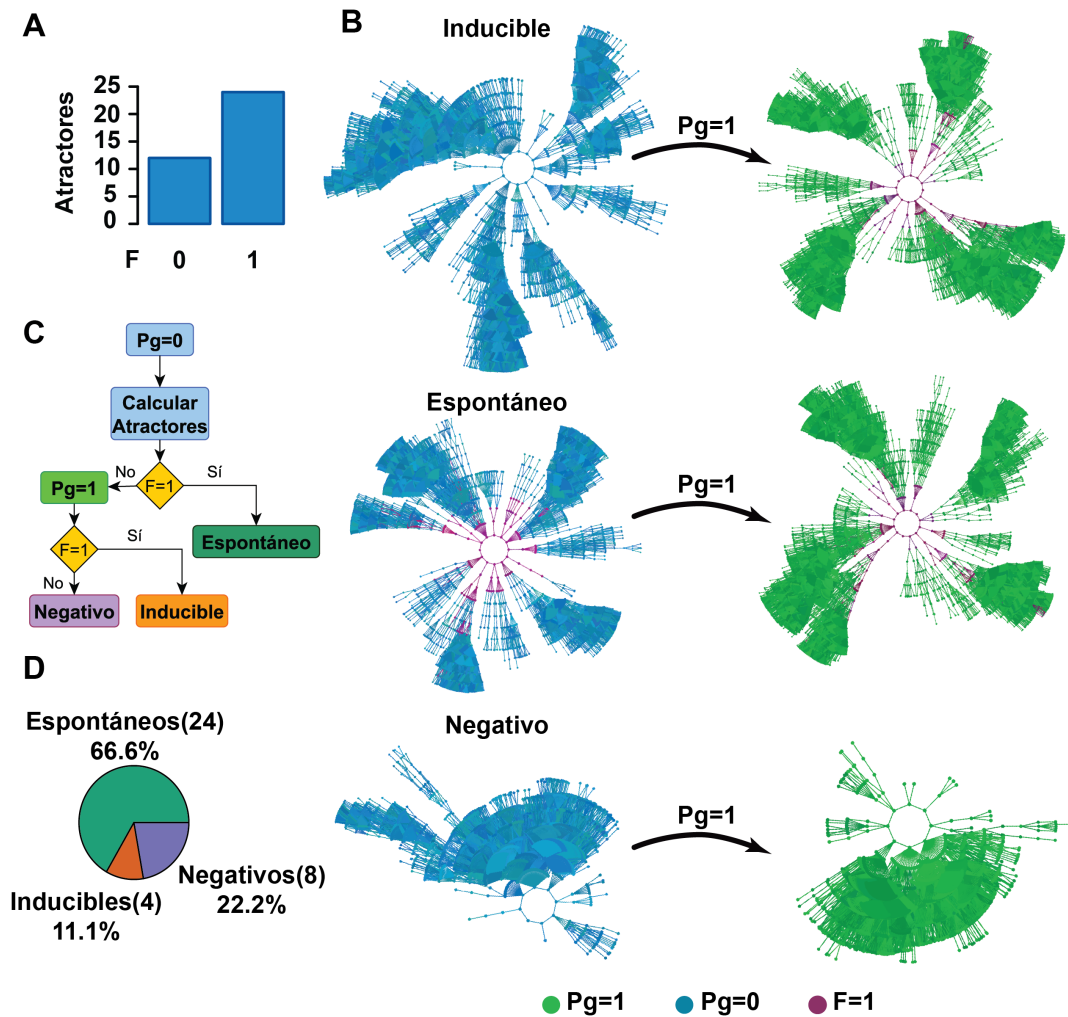 A
Atractores
25
20
15
10
5
0
F 0 1
B
Inducible
Pg=1
Espontáneo
Pg=1
Negativo
Pg=1
Pg=1 Pg=0 F=1
C
Pg=0
Calcular
Atractores
No F=1 Sí
Pg=1
Espontáneo
F=1 Sí
No
Negativo Inducible
D
Espontáneos(24)
66.6%
Negativos(8)
22.2%
Inducibles(4)
11.1%